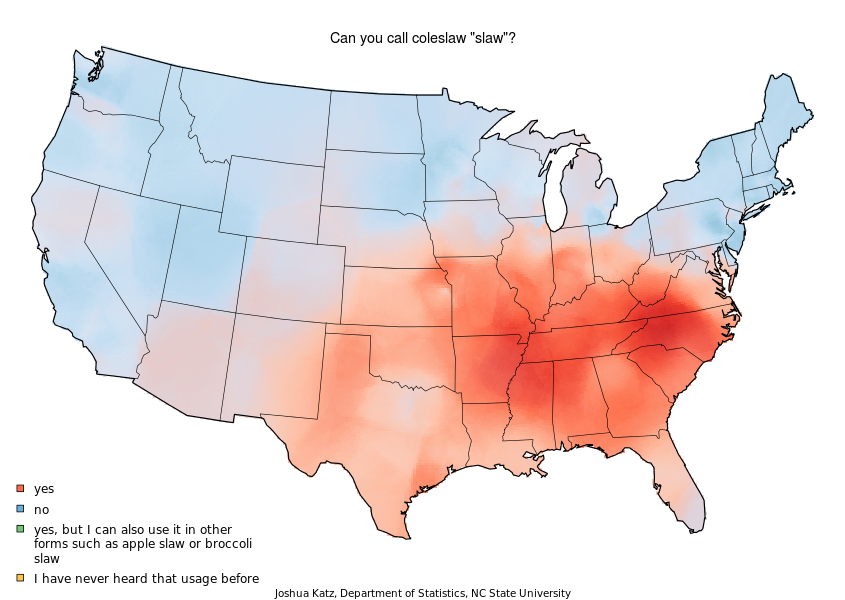 Can you call coleslaw "slaw"?
yes
no
yes, but I can also use it in other
forms such as apple slaw or broccoli
slaw
I have never heard that usage before
Joshua Katz, Department of Statistics, NC State University